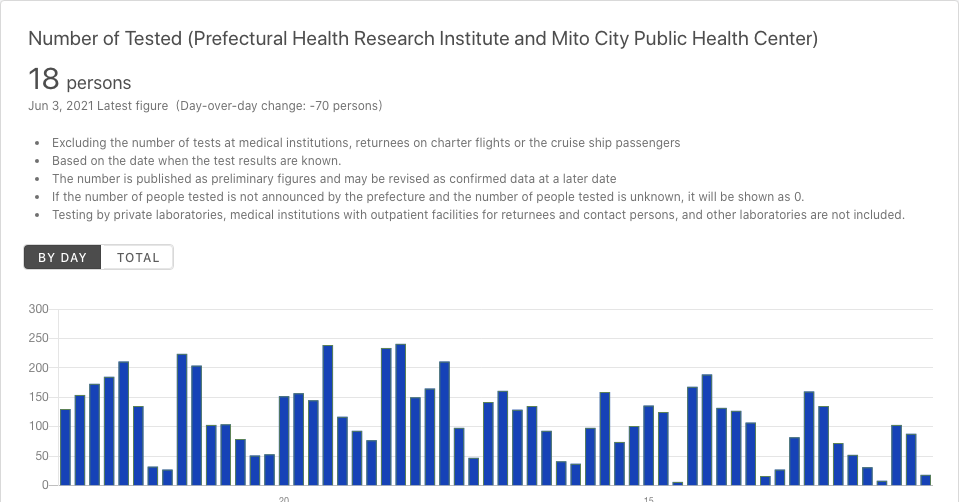 Number of Tested (Prefectural Health Research Institute and Mito City Public Health Center)
18 persons
Jun 3, 2021 Latest figure (Day-over-day change: -70 persons)
• Excluding the number of tests at medical institutions, returnees on charter flights or the cruise ship passengers
• Based on the date when the test results are known.
• The number is published as preliminary figures and may be revised as confirmed data at a later date
• If the number of people tested is not announced by the prefecture and the number of people tested is unknown, it will be shown as 0.
• Testing by private laboratories, medical institutions with outpatient facilities for returnees and contact persons, and other laboratories are not included.
BY DAY TOTAL
300
250
200
150
100
50
0
20 15